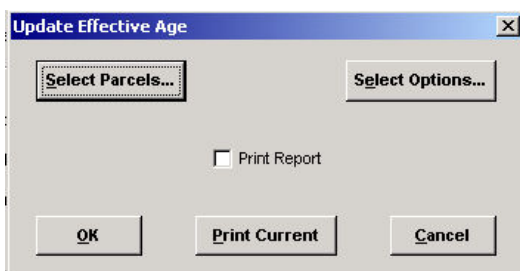 Update Effective Age
Select Parcels... Select Options...
Print Report
OK Print Current Cancel